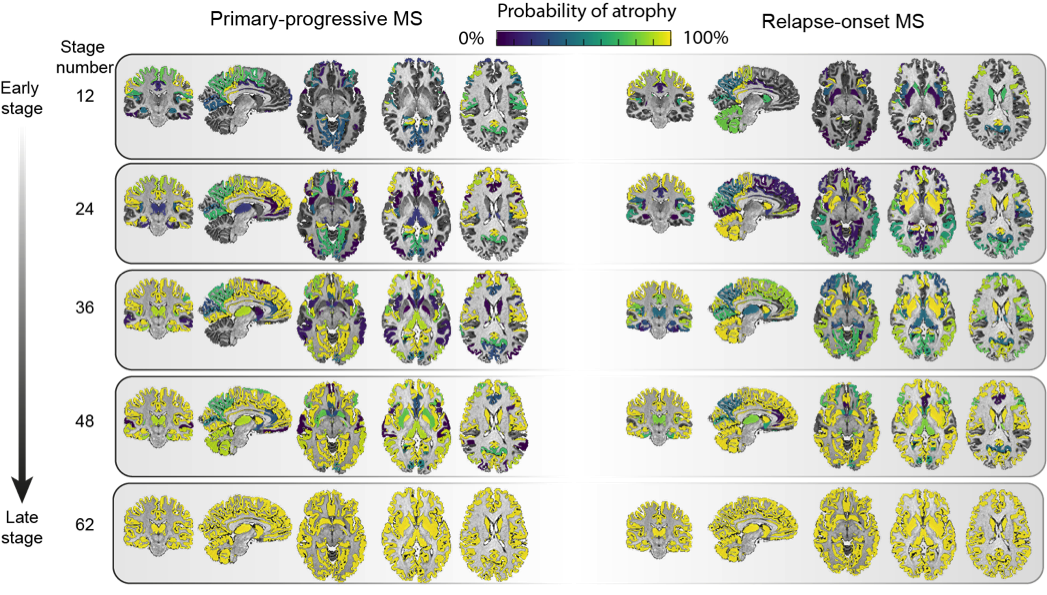 Primary-progressive MS
Probability of atrophy
0% 100%
Relapse-onset MS
Stage
number
Early
stage
12
24
36
48
62
Late
stage